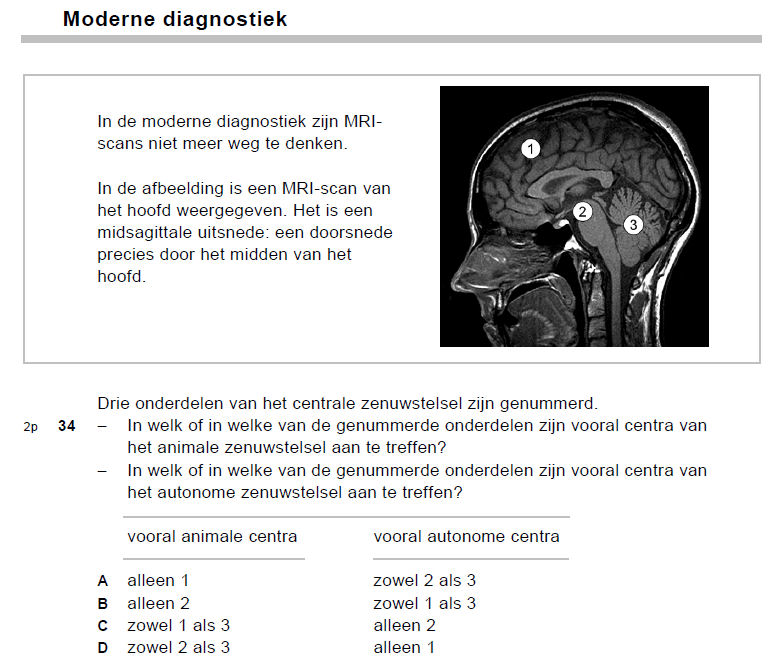 Moderne diagnostiek
In de moderne diagnostiek zijn MRI-
scans niet meer weg te denken.
In de afbeelding is een MRI-scan van
het hoofd weergegeven. Het is een
midsagittale uitsnede: een doorsnede
precies door het midden van het
hoofd.
1
2
3
Drie onderdelen van het centrale zenuwstelsel zijn genummerd.
2p 34 – In welk of in welke van de genummerde onderdelen zijn vooral centra van
het animale zenuwstelsel aan te treffen?
– In welk of in welke van de genummerde onderdelen zijn vooral centra van
het autonome zenuwstelsel aan te treffen?
vooral animale centra vooral autonome centra
A alleen 1 zowel 2 als 3
B alleen 2 zowel 1 als 3
C zowel 1 als 3 alleen 2
D zowel 2 als 3 alleen 1